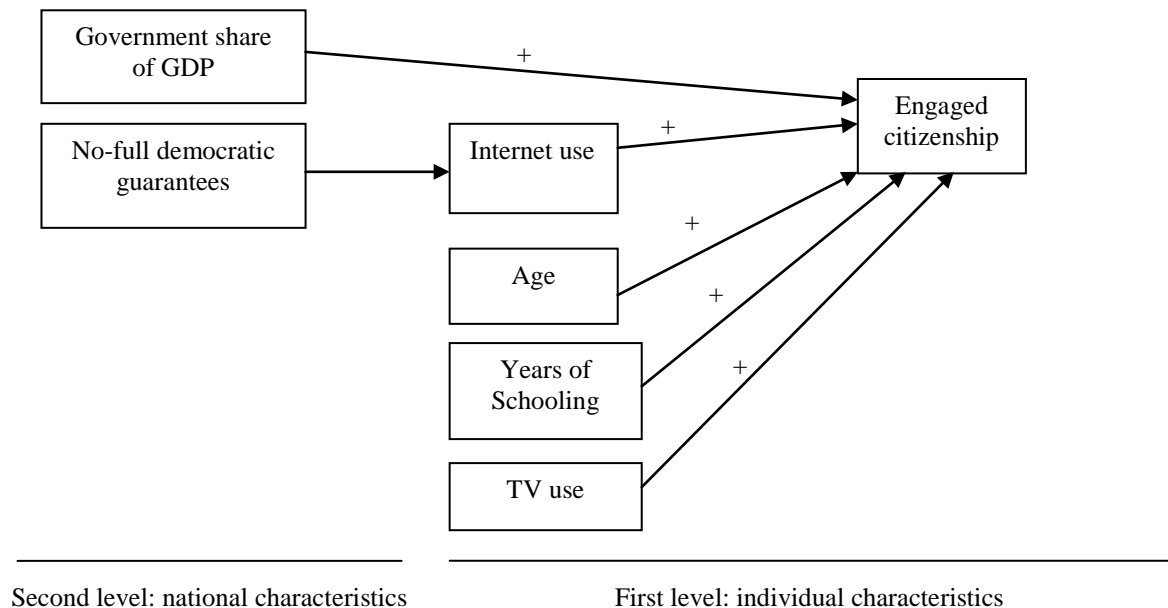 Government share
of GDP
+
Engaged
citizenship
No-full democratic
guarantees
Internet use
+
Age
+
Years of
Schooling
+
TV use
+
Second level: national characteristics
First level: individual characteristics